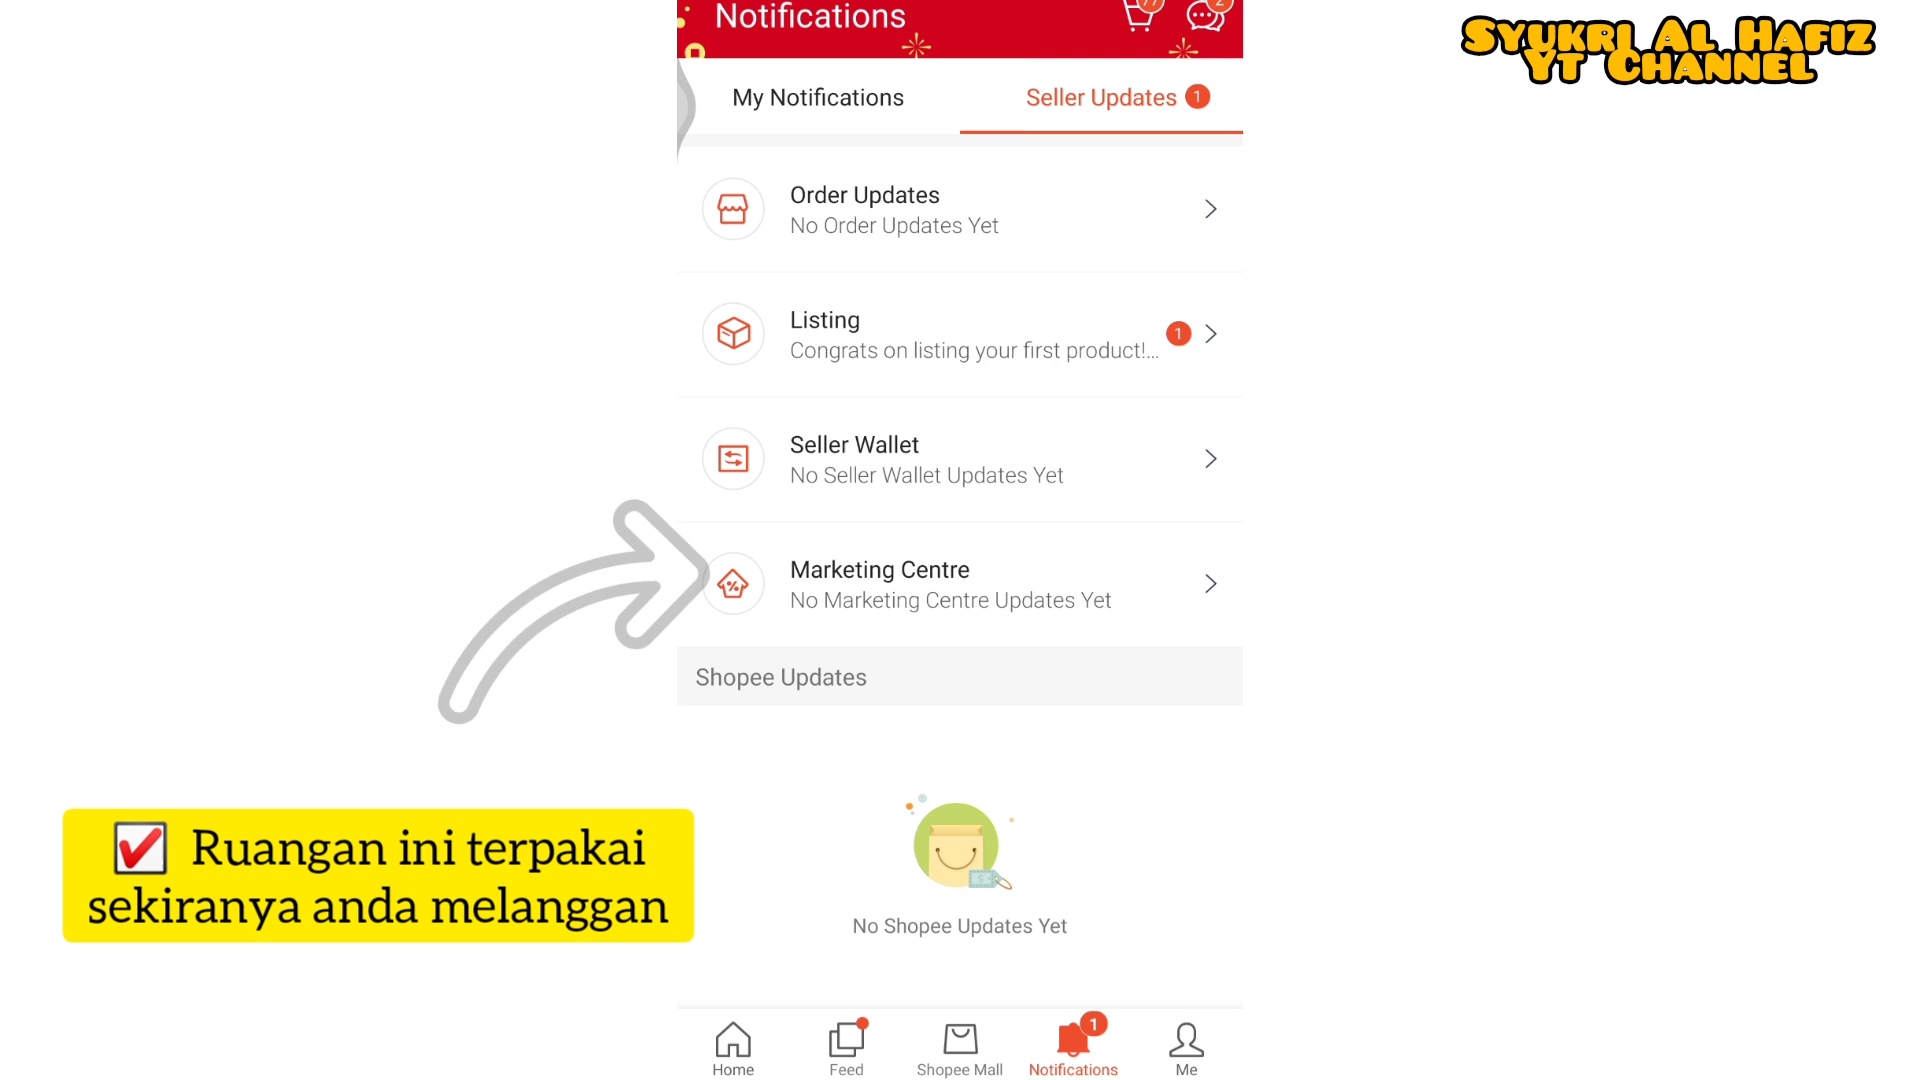 Notifications
77
2
Syukri Al Hafiz
Yt Channel
My Notifications
Seller Updates 1
Order Updates
No Order Updates Yet
Listing
Congrats on listing your first product!...
1
Seller Wallet
No Seller Wallet Updates Yet
Marketing Centre
No Marketing Centre Updates Yet
Shopee Updates
Ruangan ini terpakai
sekiranya anda melanggan
No Shopee Updates Yet
1
Home
Feed
Shopee Mall
Notifications
Me